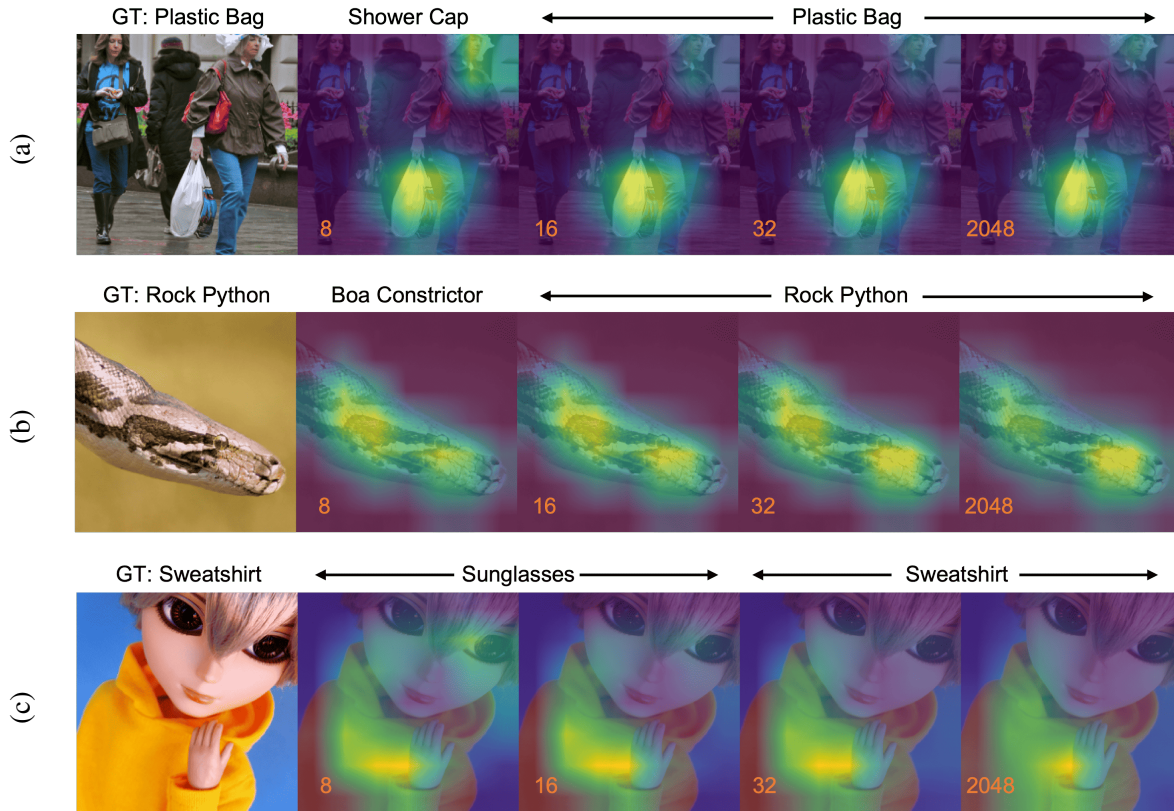 GT: Plastic Bag Shower Cap Plastic Bag
(a)
8 16 32 2048
GT: Rock Python Boa Constrictor Rock Python
(b)
8 16 32 2048
GT: Sweatshirt Sunglasses Sweatshirt
(c)
8 16 32 2048